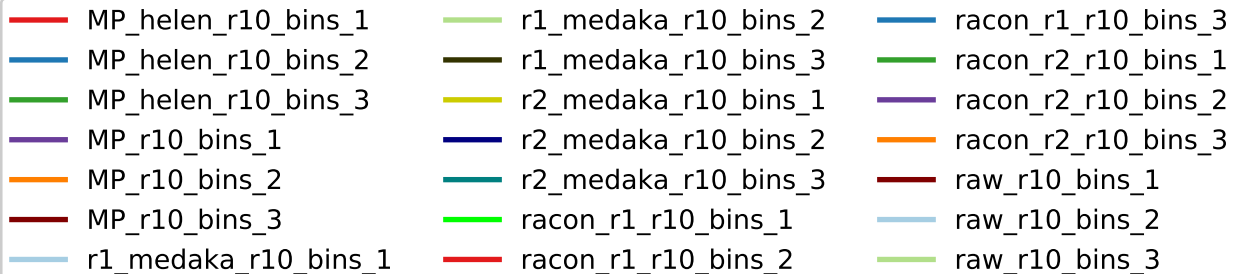 MP_helen_r10_bins_1
MP_helen_r10_bins_2
MP_helen_r10_bins_3
MP_r10_bins_1
MP_r10_bins_2
MP_r10_bins_3
r1_medaka_r10_bins_1
r1_medaka_r10_bins_2
r1_medaka_r10_bins_3
r2_medaka_r10_bins_1
r2_medaka_r10_bins_2
r2_medaka_r10_bins_3
racon_r1_r10_bins_1
racon_r1_r10_bins_2
racon_r1_r10_bins_3
racon_r2_r10_bins_1
racon_r2_r10_bins_2
racon_r2_r10_bins_3
raw_r10_bins_1
raw_r10_bins_2
raw_r10_bins_3